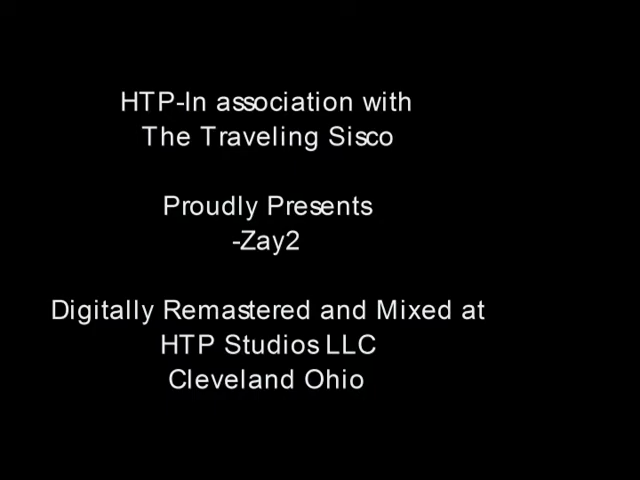 HTP-In association with
The Traveling Sisco
Proudly Presents
-Zay2
Digitally Remastered and Mixed at
HTP Studios LLC
Cleveland Ohio